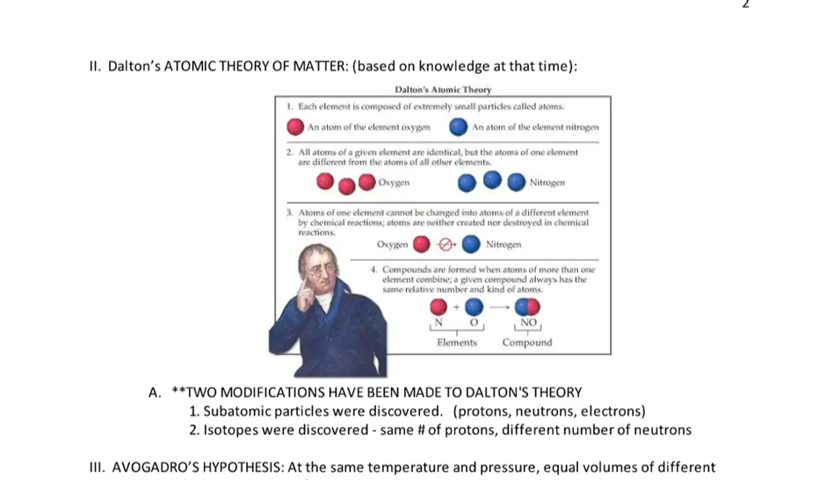 2
II. Dalton's ATOMIC THEORY OF MATTER: (based on knowledge at that time):
Dalton's Atomic Theory
1. Each element is composed of extremely small particles called atoms.
An atom of the element oxygen An atom of the element nitrogen
2. All atoms of a given element are identical, but the atoms of one element
are different from the atoms of all other elements.
Oxygen Nitrogen
3. Atoms of one element cannot be changed into atoms of a different element
by chemical reactions; atoms are neither created nor destroyed in chemical
reactions.
Oxygen Nitrogen
4. Compounds are formed when atoms of more than one
element combine; a given compound always has the
same relative number and kind of atoms.
+
N O NO
Elements Compound
A. **TWO MODIFICATIONS HAVE BEEN MADE TO DALTON'S THEORY
1. Subatomic particles were discovered. (protons, neutrons, electrons)
2. Isotopes were discovered - same # of protons, different number of neutrons
III. AVOGADRO'S HYPOTHESIS: At the same temperature and pressure, equal volumes of different